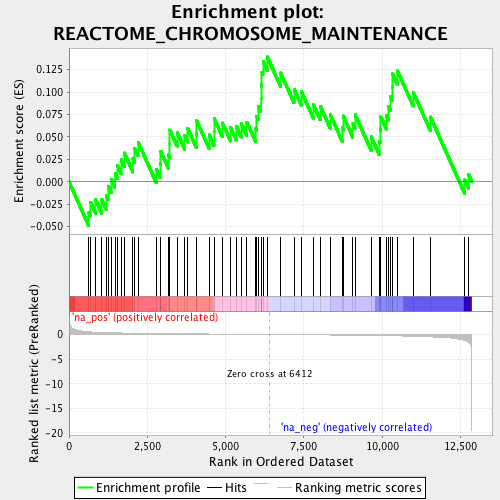 Enrichment plot:
REACTOME_CHROMOSOME_MAINTENANCE
Enrichment score (ES)
0.125
0.100
0.075
0.050
0.025
0.000
-0.025
-0.050
'na_pos' (positively correlated)
Ranked list metric (PreRanked)
0
-5
-10
-15
-20
Zero cross at 6412
'na_neg' (negatively correlated)
0
2,500
5,000
7,500
10,000
12,500
Rank in Ordered Dataset
Enrichment profile
Hits
Ranking metric scores